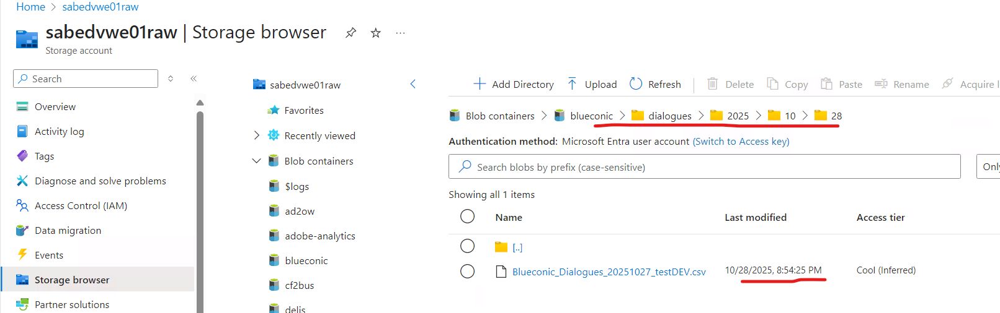 Home > sabedvwe01raw
sabedvwe01raw | Storage browser
Storage account
Search
Overview
Activity log
Tags
Diagnose and solve problems
Access Control (IAM)
Data migration
Events
Storage browser
Partner solutions
sabedvwe01raw
Favorites
Recently viewed
Blob containers
$logs
ad2ow
adobe-analytics
blueconic
cf2bus
delis
Add Directory Upload Refresh Delete Copy Paste Rename Acquire l
Blob containers > blueconic > dialogues > 2025 > 10 > 28
Authentication method: Microsoft Entra user account (Switch to Access key)
Search blobs by prefix (case-sensitive)
Only
Showing all 1 items
Name Last modified Access tier
[..]
Blueconic_Dialogues_20251027_testDEV.csv 10/28/2025, 8:54:25 PM Cool (Inferred)